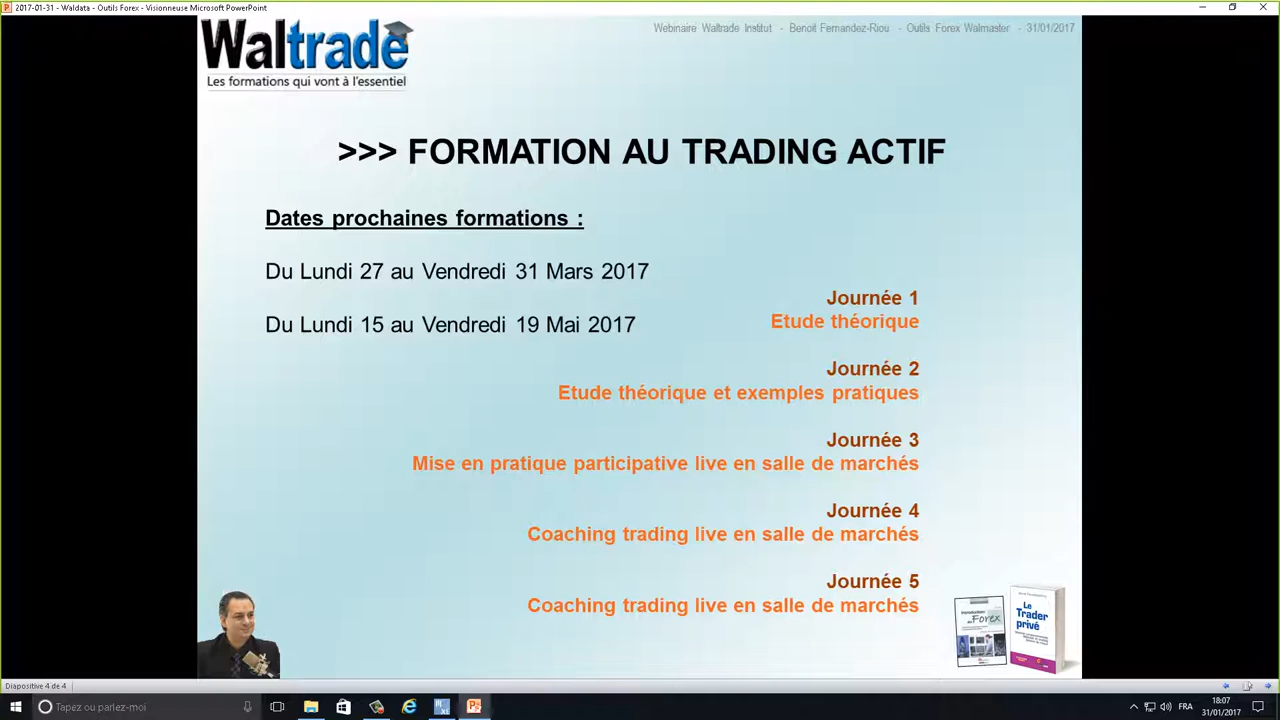 2017-01-31 - Waldata - Outils Forex - Visionneuse Microsoft PowerPoint
Waltrade
Les formations qui vont à l'essentiel
Webinaire Waltrade Institut - Benoit Fernandez-Riou - Outils Forex Walmaster - 31/01/2017
>>> FORMATION AU TRADING ACTIF
Dates prochaines formations :
Du Lundi 27 au Vendredi 31 Mars 2017
Du Lundi 15 au Vendredi 19 Mai 2017
Journée 1
Etude théorique
Journée 2
Etude théorique et exemples pratiques
Journée 3
Mise en pratique participative live en salle de marchés
Journée 4
Coaching trading live en salle de marchés
Journée 5
Coaching trading live en salle de marchés
Forex
Le
Trader
privé
Diapositive 4 de 4
Tapez ou parlez-moi
FRA
18:07
31/01/2017